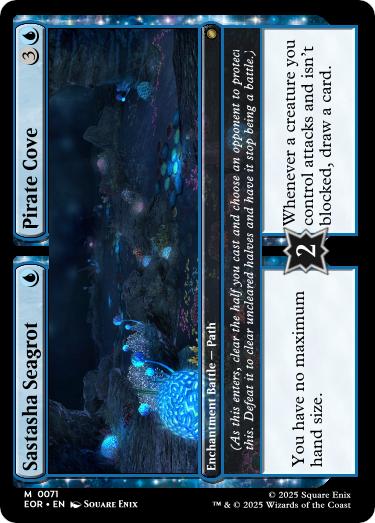 Sastasha Seagrot
Pirate Cove
3
Enchantment Battle — Path
(As this enters, clear the half you cast and choose an opponent to protect
this. Defeat it to clear uncleared halves and have it stop being a battle.)
You have no maximum
hand size.
2
Whenever a creature you
control attacks and isn't
blocked, draw a card.
M 0071
EOR • EN SQUARE ENIX
© 2025 Square Enix
™ & © 2025 Wizards of the Coast